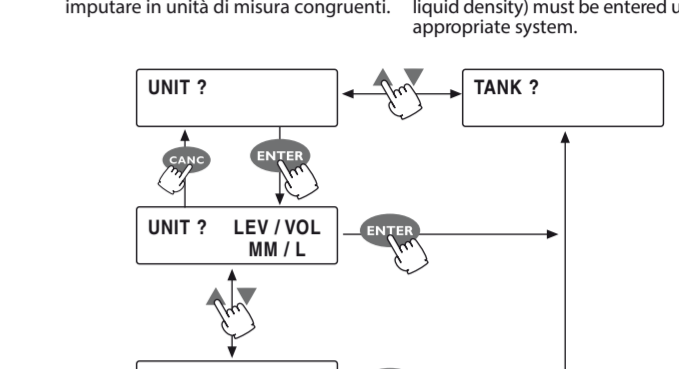 imputare in unità di misura congruenti.
liquid density) must be entered u
appropriate system.
UNIT ?
TANK ?
CANC
ENTER
UNIT ? LEV / VOL
MM / L
ENTER